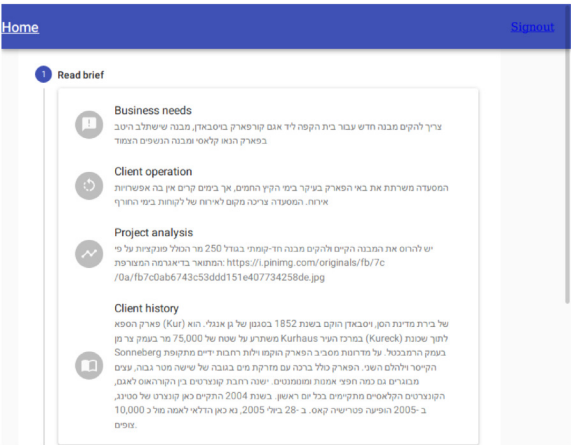 Home
Signout
1 Read brief
Business needs
צריך להקים מבנה חדש עבור בית הקפה ליד אגם קורפארק בויסבאדן, מבנה שישתלב היטב
בפארק הנאו קלאסי ומבנה הנשפים הצמוד
Client operation
המסעדה משרתת את באי הפארק בעיקר בימי הקיץ החמים, אך בימים קרים אין בה אפשרויות
אירוח. המסעדה צריכה מקום לאירוח של לקוחות בימי החורף
Project analysis
יש להרוס את המבנה הקיים ולהקים מבנה חד-קומתי בגודל 250 מר הכולל פונקציות על פי
המתואר בדיאגרמה המצורפת: https://i.pinimg.com/originals/fb/7c
/0a/fb7c0ab6743c53ddd151e407734258de.jpg
Client history
של בירת מדינת הסן, ויסבאדן הוקם בשנת 1852 בסגנון של גן אנגלי. הוא (Kur) פארק הספא
לתוך שכונת (Kureck) במרכז העיר Kurhaus משתרע על שטח של 75,000 מר בעמק צר מן
בעמק הרמבכטל. על מדרונות מסביב הפארק הוקמו וילות רחבות ידיים מתקופת Sonneberg
הקייסר וילהלם השני. הפארק כולל ברכה עם מזרקת מים בגובה של שישה מטר גבוה, עצים
מבוגרים גם כמה חפצי אמנות ומונומנטים. ישנה רחבת קונצרטים בין הקורהאוס לאגם,
הקונצרטים הקלאסיים מתקיימים בכל יום ראשון. בשנת 2004 התקיים כאן קונצרט של סטינג,
ב -2005 הופיעה פטרישיה קאס. ב -28 ביולי 2005, נא כאן הדלאי לאמה מול כ 10,000
צופים.